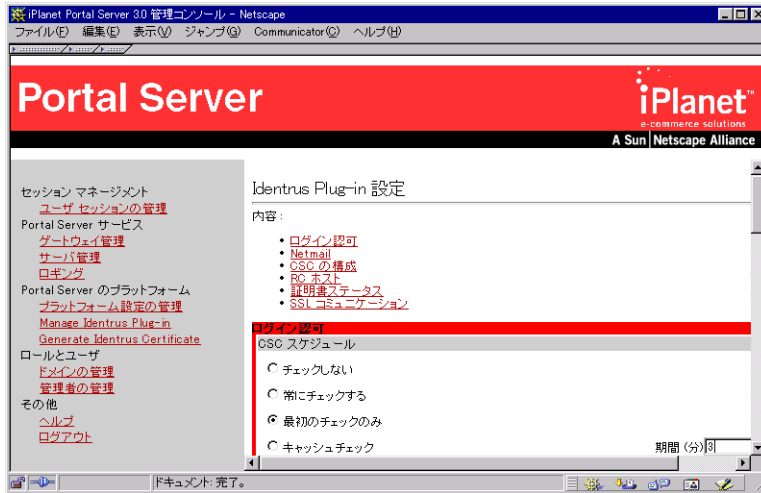 iPlanet Portal Server 3.0 管理コンソール - Netscape
ファイル(F) 編集(E) 表示(V) ジャンプ(G) Communicator(C) ヘルプ(H)
Portal Server
iPlanet™
e-commerce solutions
A Sun | Netscape Alliance
セッション マネージメント
ユーザ セッションの管理
Portal Server サービス
ゲートウェイ管理
サーバ管理
ロギング
Portal Server のプラットフォーム
プラットフォーム設定の管理
Manage Identrus Plug-in
Generate Identrus Certificate
ロールとユーザ
ドメインの管理
管理者の管理
その他
ヘルプ
ログアウト
Identrus Plug-in 設定
内容 :
• ログイン認可
• Netmail
• CSC の構成
• RC ホスト
• 証明書ステータス
• SSL コミュニケーション
ログイン認可
CSC スケジュール
チェックしない
常にチェックする
最初のチェックのみ
キャッシュチェック 期間 (分) 3
ドキュメント: 完了。